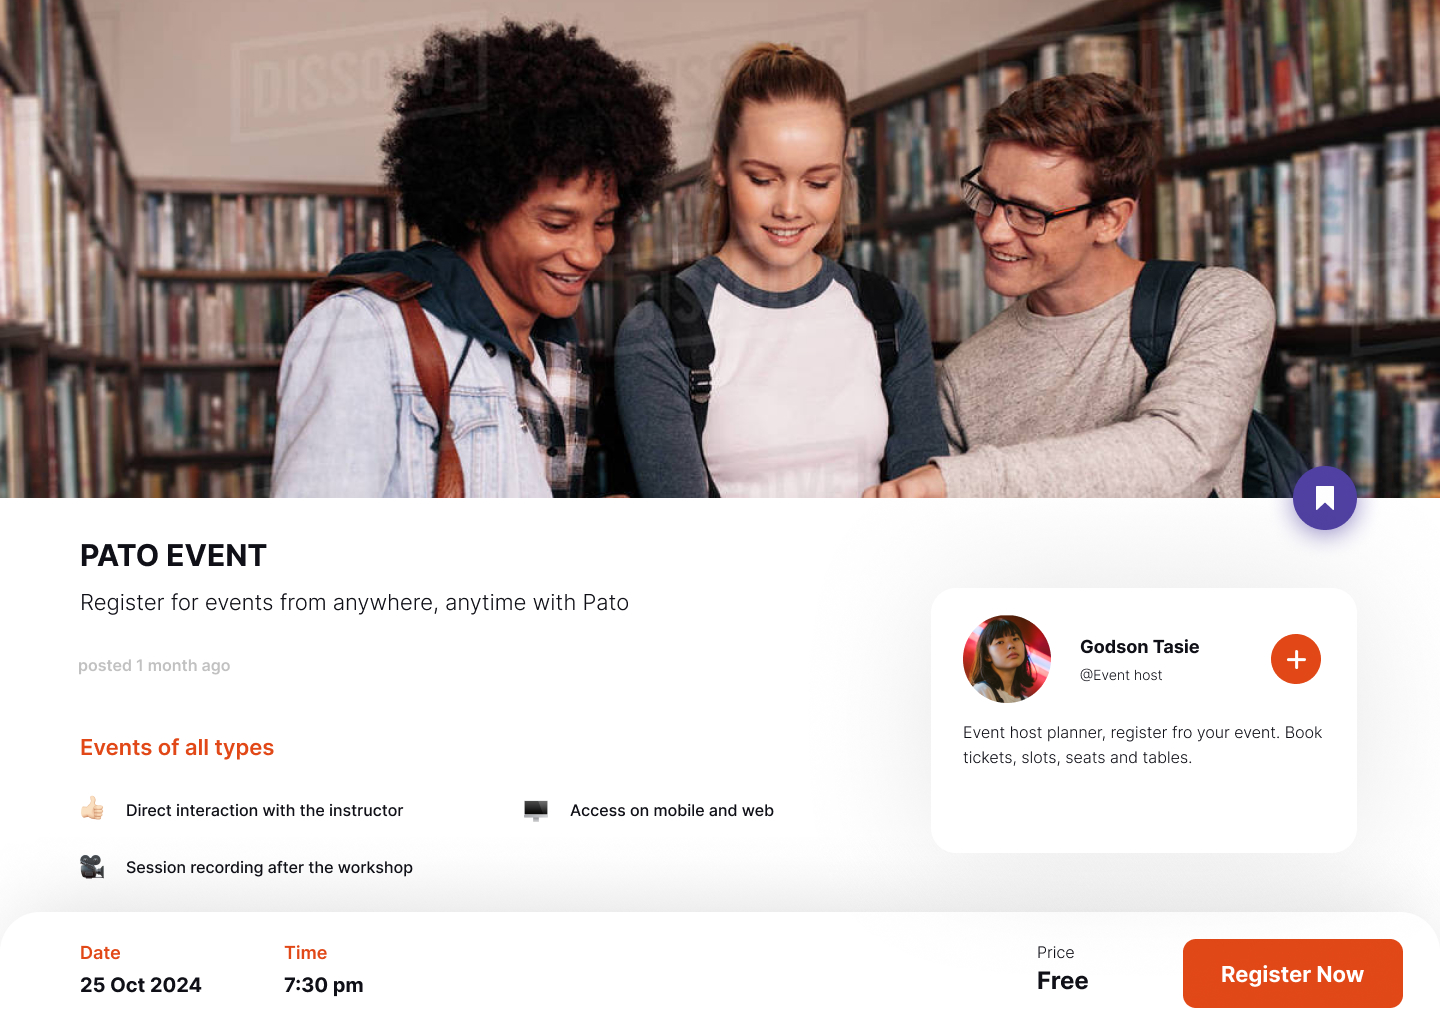 DISSOLVE
PATO EVENT
Register for events from anywhere, anytime with Pato
posted 1 month ago
Events of all types
Direct interaction with the instructor
Access on mobile and web
Session recording after the workshop
Godson Tasie
@Event host
Event host planner, register fro your event. Book
tickets, slots, seats and tables.
Date
25 Oct 2024
Time
7:30 pm
Price
Free
Register Now